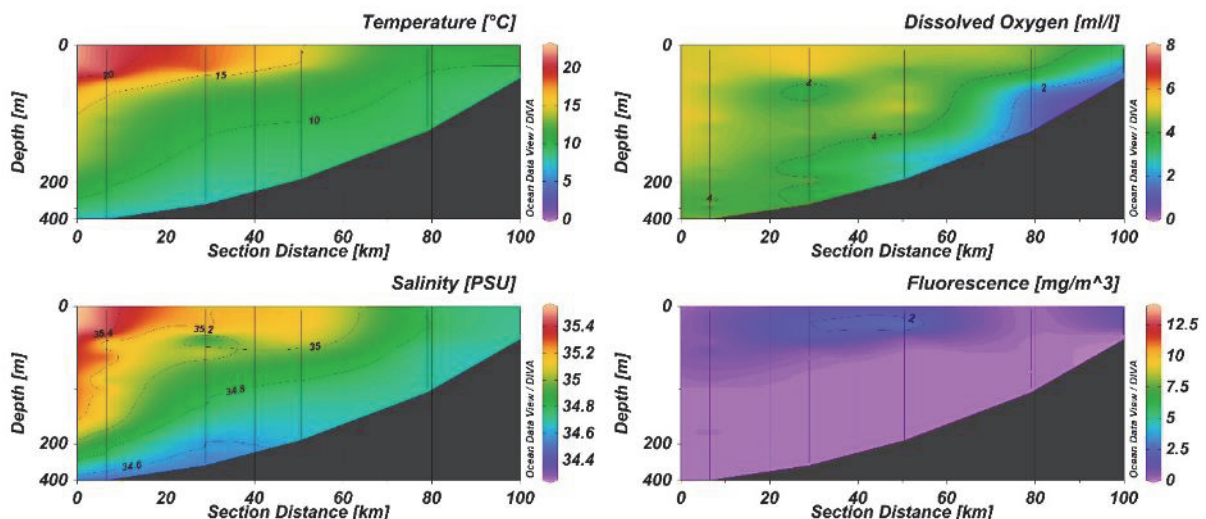 Temperature [°C]
0
200
400
Depth [m]
20
15
10
20
15
10
5
0
Ocean Data View / DIVA
0 20 40 60 80 100
Section Distance [km]
Dissolved Oxygen [ml/l]
0
200
400
Depth [m]
4
4
2
4
8
6
4
2
0
Ocean Data View / DIVA
0 20 40 60 80 100
Section Distance [km]
Salinity [PSU]
0
200
400
Depth [m]
35.4
35.2
35
34.8
34.6
35.4
35.2
35
34.8
34.6
34.4
Ocean Data View / DIVA
0 20 40 60 80 100
Section Distance [km]
Fluorescence [mg/m^3]
0
200
400
Depth [m]
2
12.5
10
7.5
5
2.5
0
Ocean Data View / DIVA
0 20 40 60 80 100
Section Distance [km]